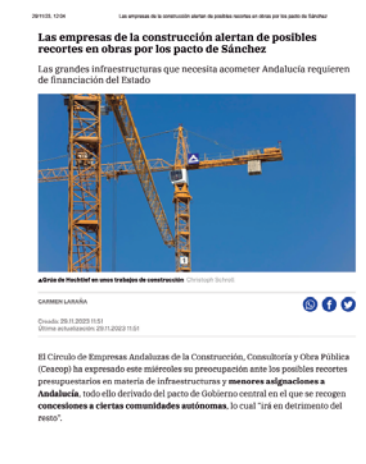 29/11/23, 12:04 Las empresas de la construcción alertan de posibles recortes en obras por los pacto de Sánchez
Las empresas de la construcción alertan de posibles
recortes en obras por los pacto de Sánchez
Las grandes infraestructuras que necesita acometer Andalucía requieren
de financiación del Estado
Grúa de Hochtief en unos trabajos de construcción Christoph Schroll
CARMEN LARAÑA
Creada: 29.11.2023 11:51
Última actualización: 29.11.2023 11:51
El Círculo de Empresas Andaluzas de la Construcción, Consultoría y Obra Pública
(Ceacop) ha expresado este miércoles su preocupación ante los posibles recortes
presupuestarios en materia de infraestructuras y menores asignaciones a
Andalucía, todo ello derivado del pacto de Gobierno central en el que se recogen
concesiones a ciertas comunidades autónomas, lo cual "irá en detrimento del
resto".